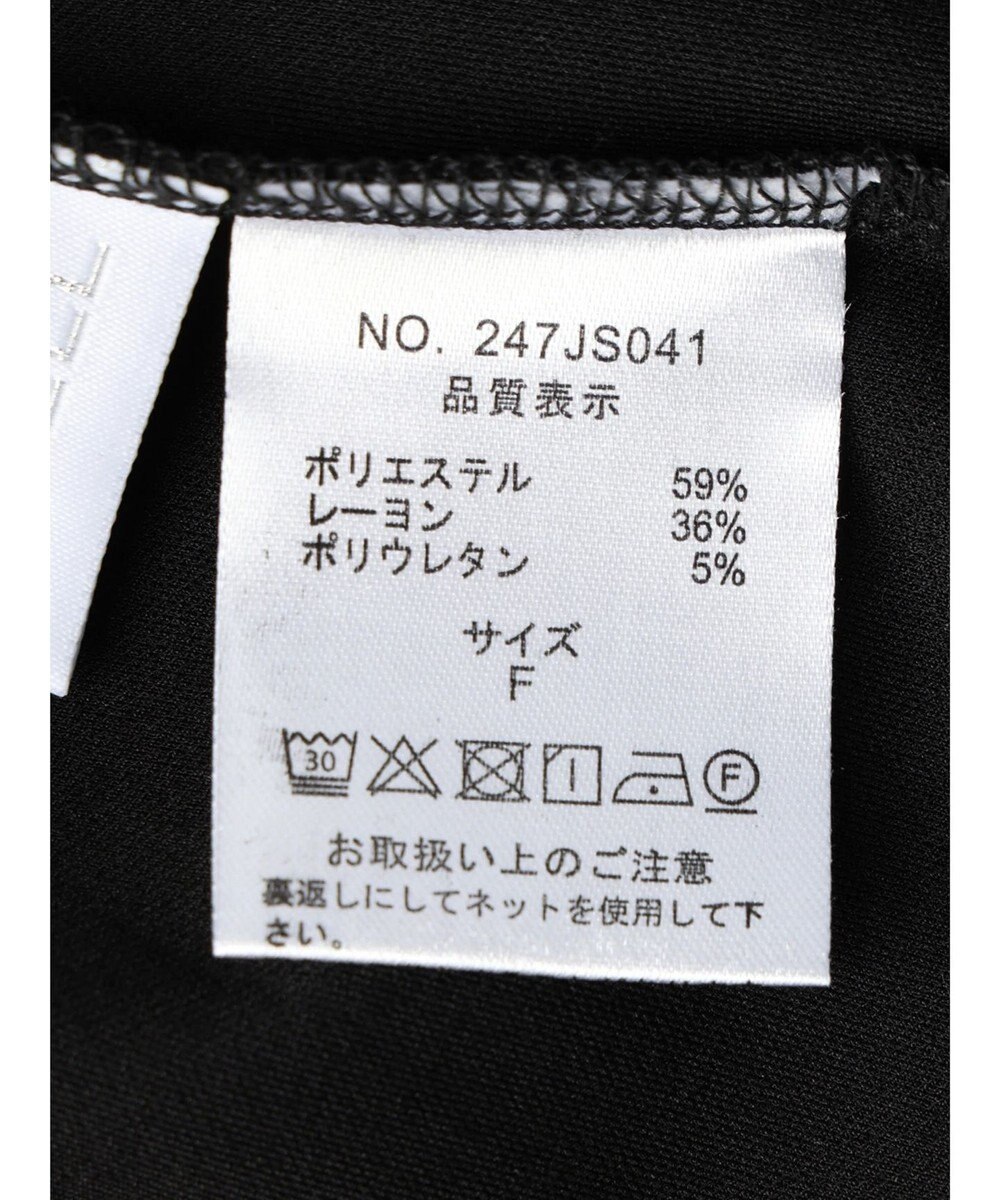 NO. 247JS041
品質表示
ポリエステル 59%
レーヨン 36%
ポリウレタン 5%
サイズ
F
30
F
お取扱い上のご注意
裏返しにしてネットを使用して下
さい。